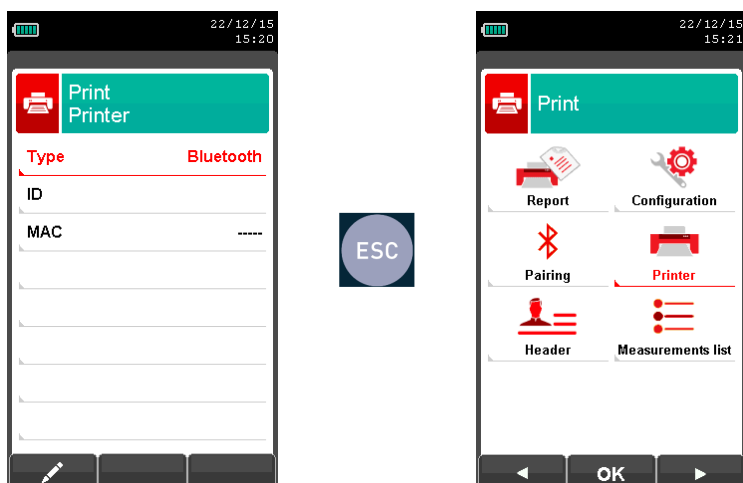 22/12/15
15:20
Print
Printer
Type Bluetooth
ID
MAC -----
ESC
22/12/15
15:21
Print
Report Configuration
Pairing Printer
Header Measurements list
OK